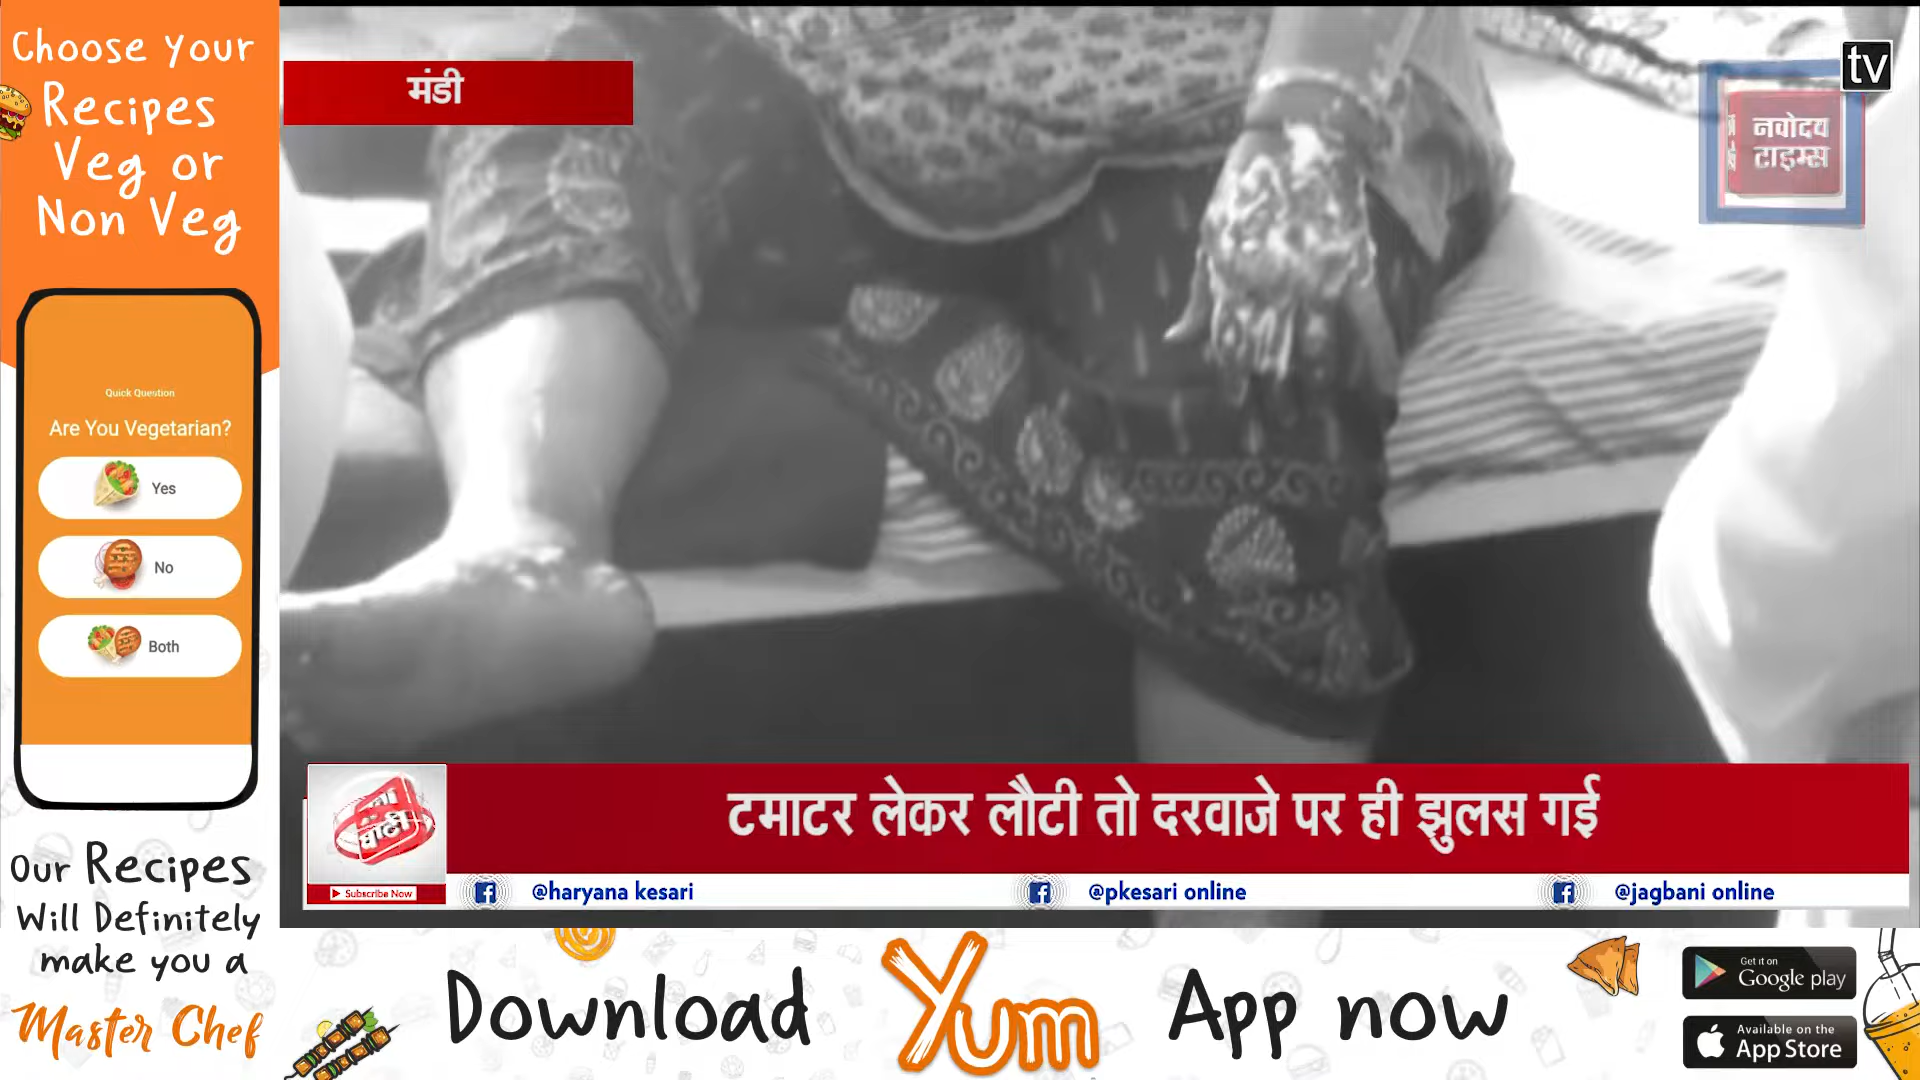 Choose Your
Recipes
Veg or
Non Veg
Quick Question
Are You Vegetarian?
Yes
No
Both
Our Recipes
Will Definitely
make you a
Master Chef
मंडी
tv
नवोदय
टाइम्स
टमाटर लेकर लौटी तो दरवाजे पर ही झुलस गई
घाटी
Subscribe Now
@haryana kesari
@pkesari online
@jagbani online
Download Yum App now
Get it on
Google play
Available on the
App Store